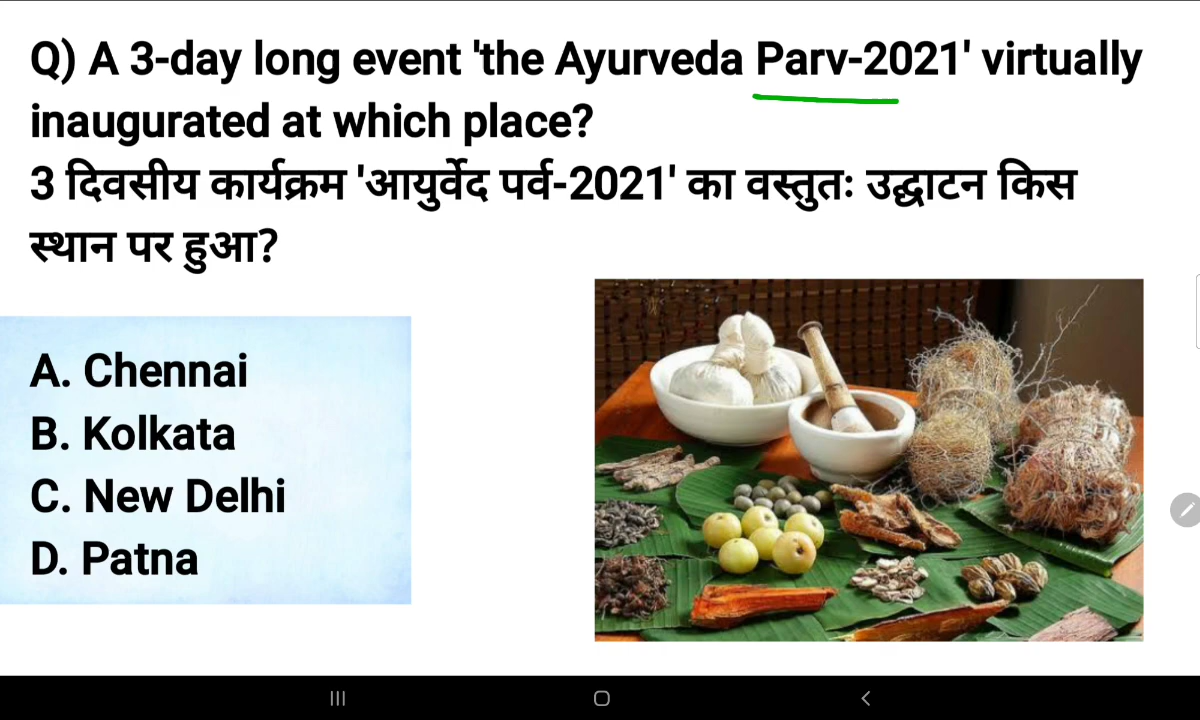 Q) A 3-day long event 'the Ayurveda Parv-2021' virtually
inaugurated at which place?
3 दिवसीय कार्यक्रम 'आयुर्वेद पर्व-2021' का वस्तुतः उद्घाटन किस
स्थान पर हुआ?
A. Chennai
B. Kolkata
C. New Delhi
D. Patna